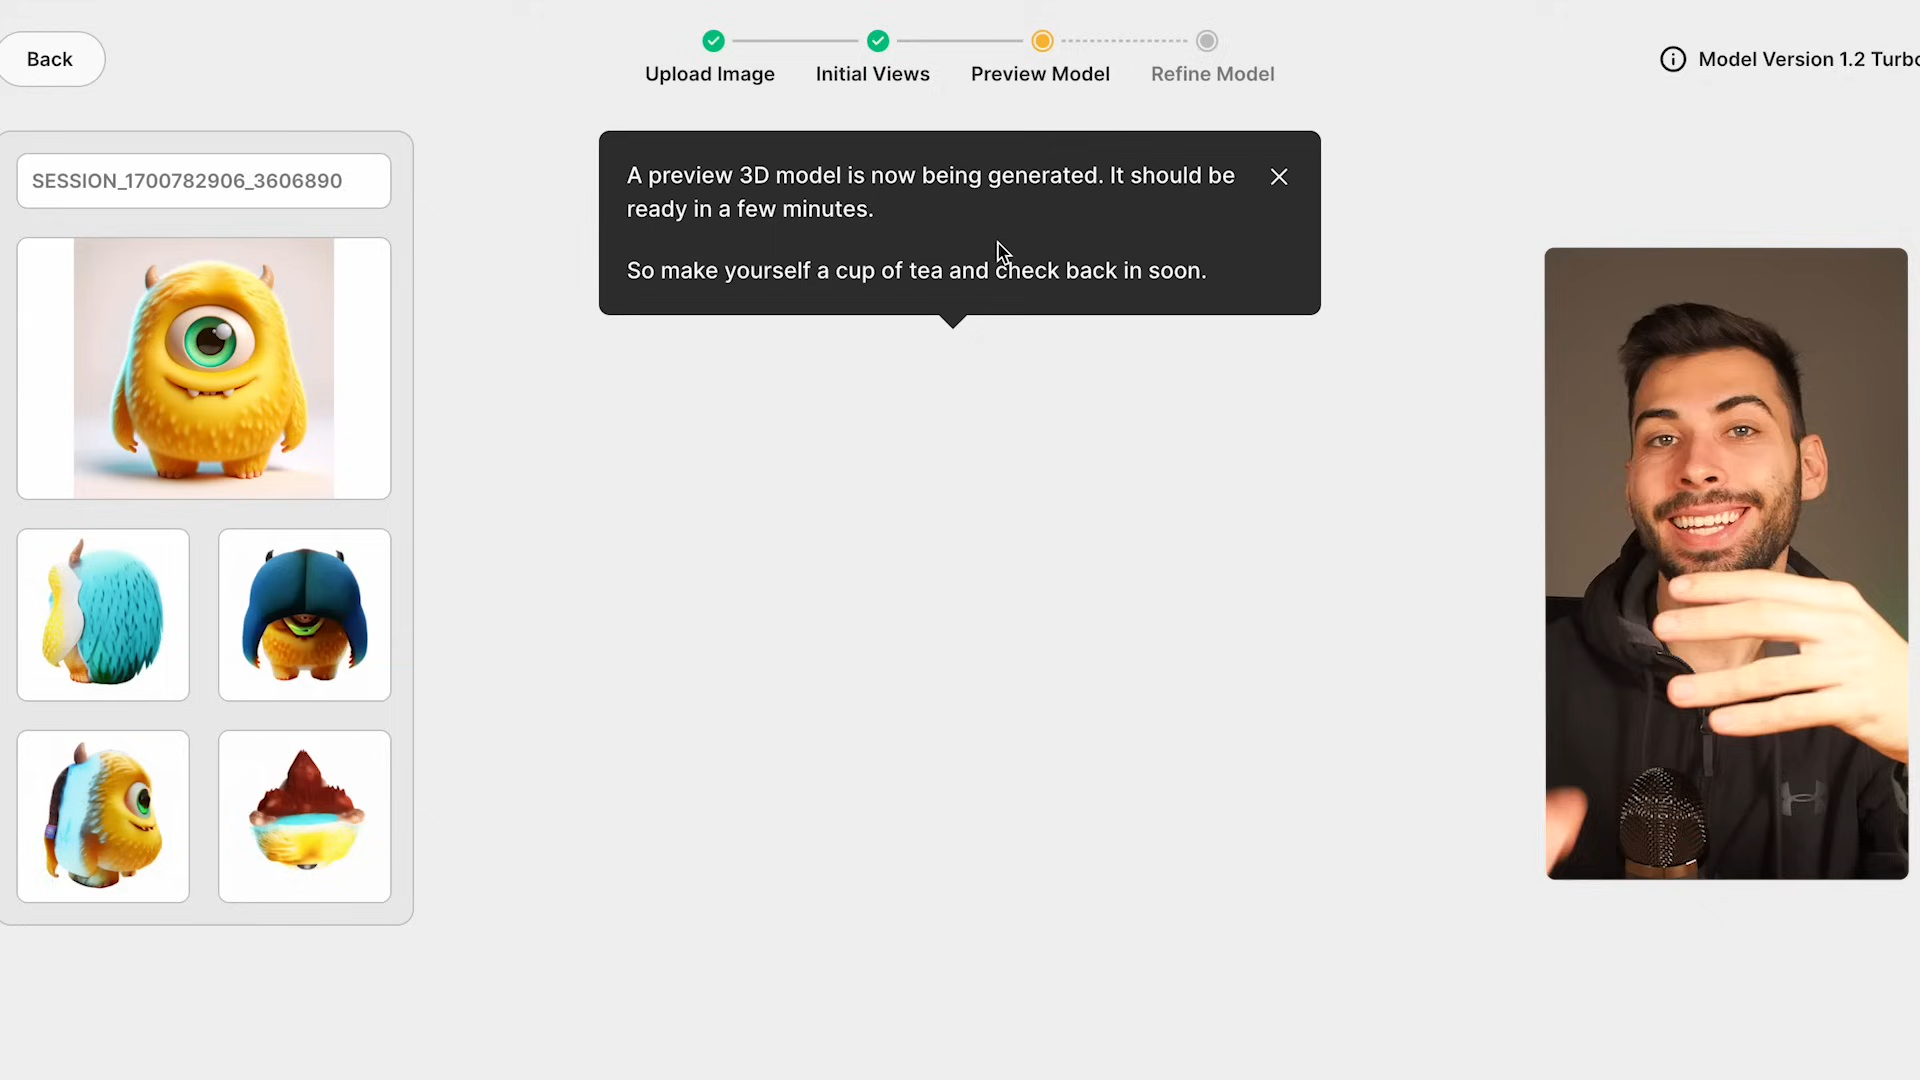 Back
Upload Image
Initial Views
Preview Model
Refine Model
Model Version 1.2 Turbo
SESSION_1700782906_3606890
A preview 3D model is now being generated. It should be
ready in a few minutes.
So make yourself a cup of tea and check back in soon.